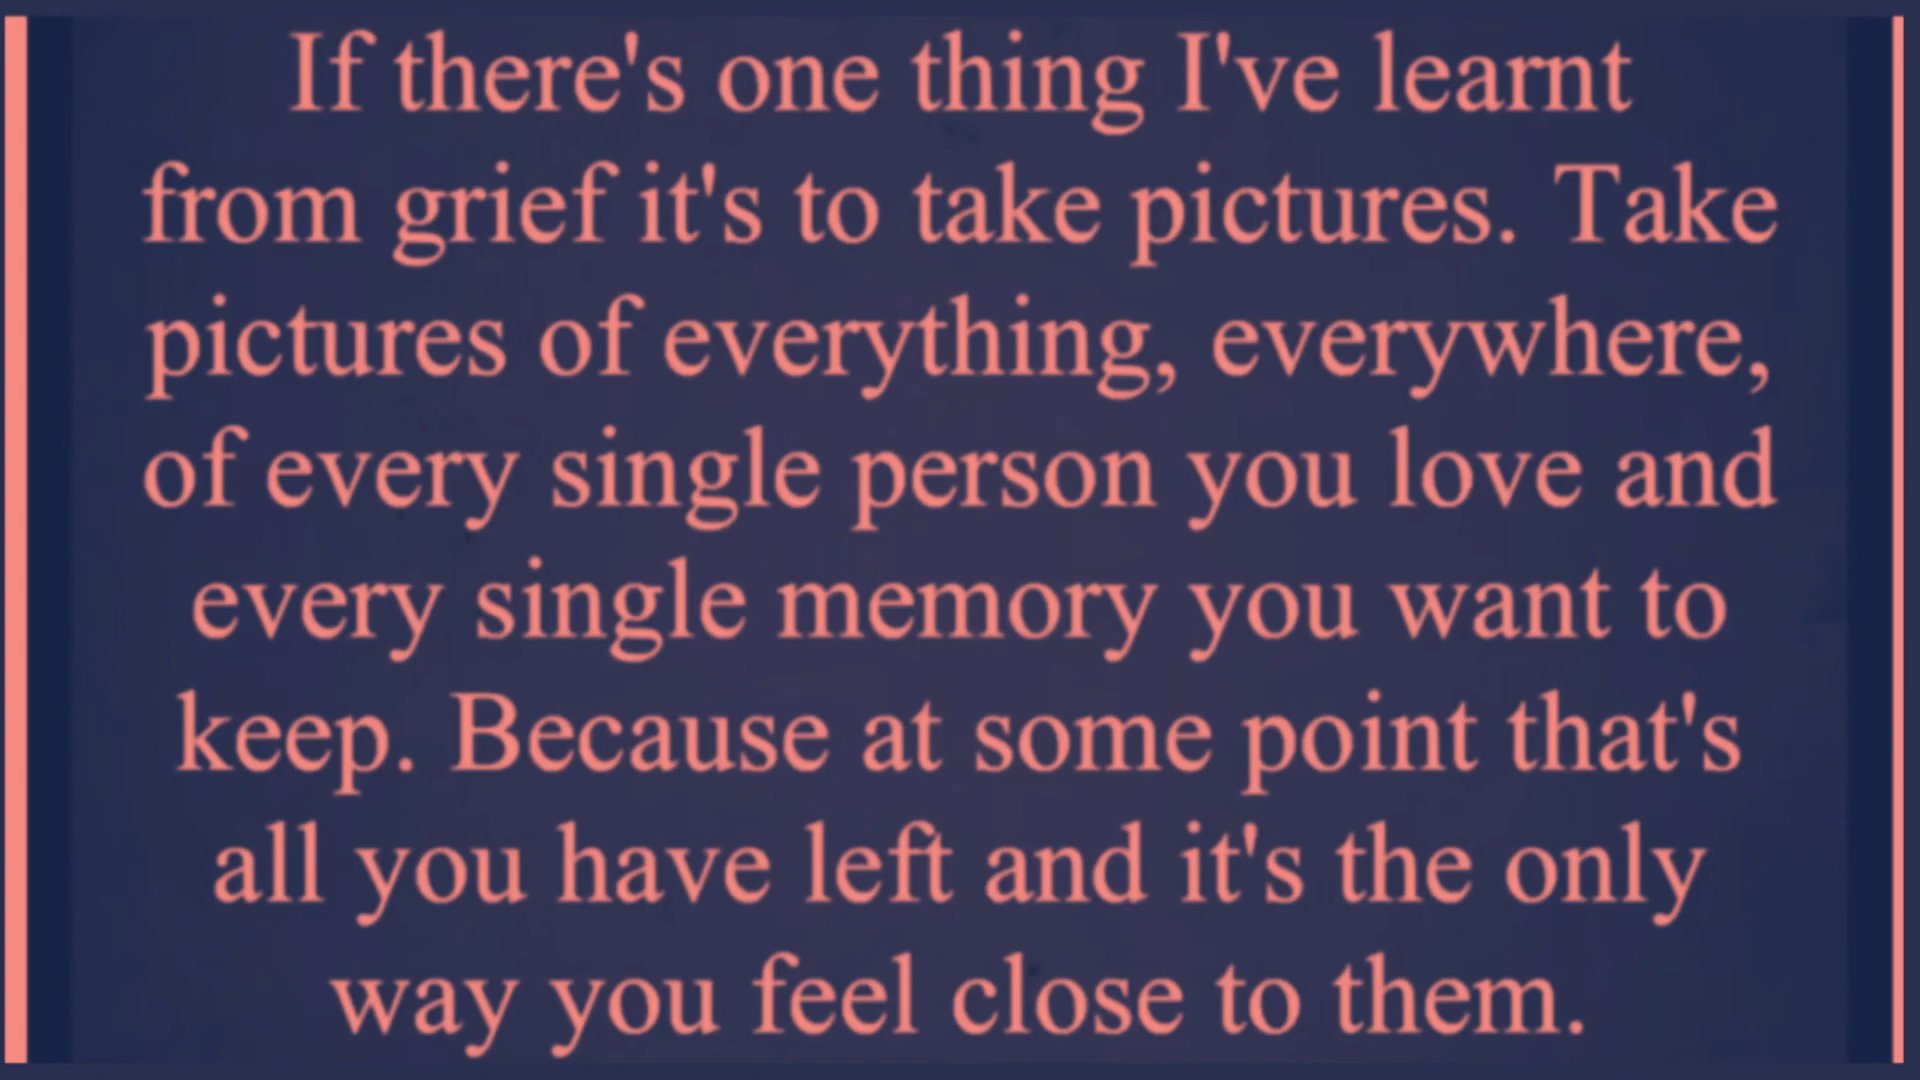 If there's one thing I've learnt
from grief it's to take pictures. Take
pictures of everything, everywhere,
of every single person you love and
every single memory you want to
keep. Because at some point that's
all you have left and it's the only
way you feel close to them.